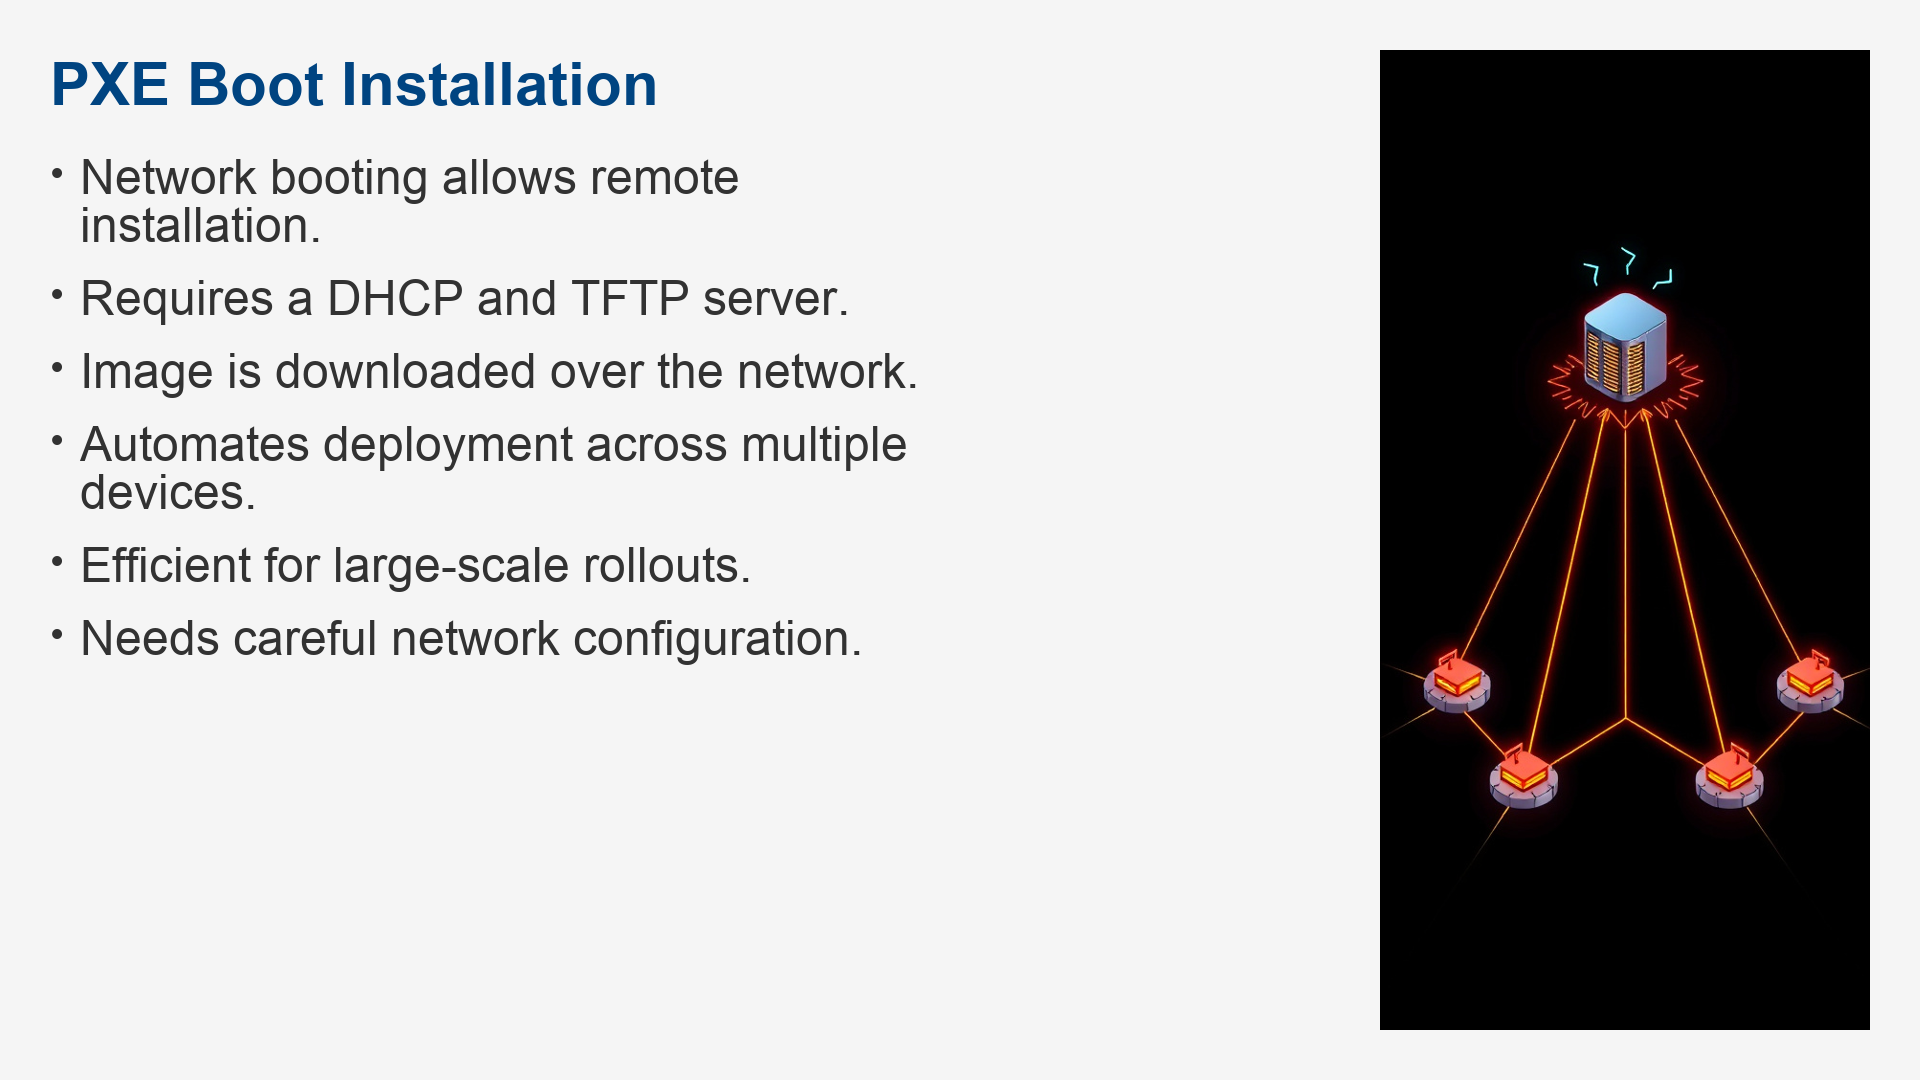 PXE Boot Installation
• Network booting allows remote
installation.
• Requires a DHCP and TFTP server.
• Image is downloaded over the network.
• Automates deployment across multiple
devices.
• Efficient for large-scale rollouts.
• Needs careful network configuration.